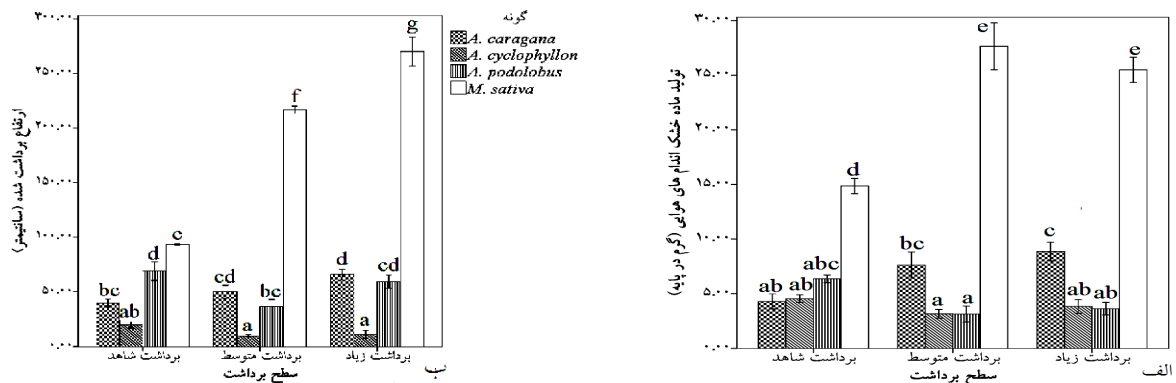 گونه
A. caragana
A. cyclophyllon
A. podolobus
M. sativa
ارتفاع برداشت شده (سانتیمتر)
۳۰۰.۰۰
۲۵۰.۰۰
۲۰۰.۰۰
۱۵۰.۰۰
۱۰۰.۰۰
۵۰.۰۰
۰.۰۰
bc ab d c
cd a bc f
d a cd g
برداشت شاهد برداشت متوسط برداشت زیاد
سطح برداشت
ب
تولید ماده خشک اندام های هوایی (گرم در پایه)
۳۰.۰۰
۲۵.۰۰
۲۰.۰۰
۱۵.۰۰
۱۰.۰۰
۵.۰۰
۰.۰۰
ab ab abc d
bc a a e
c ab ab e
برداشت شاهد برداشت متوسط برداشت زیاد
سطح برداشت
الف